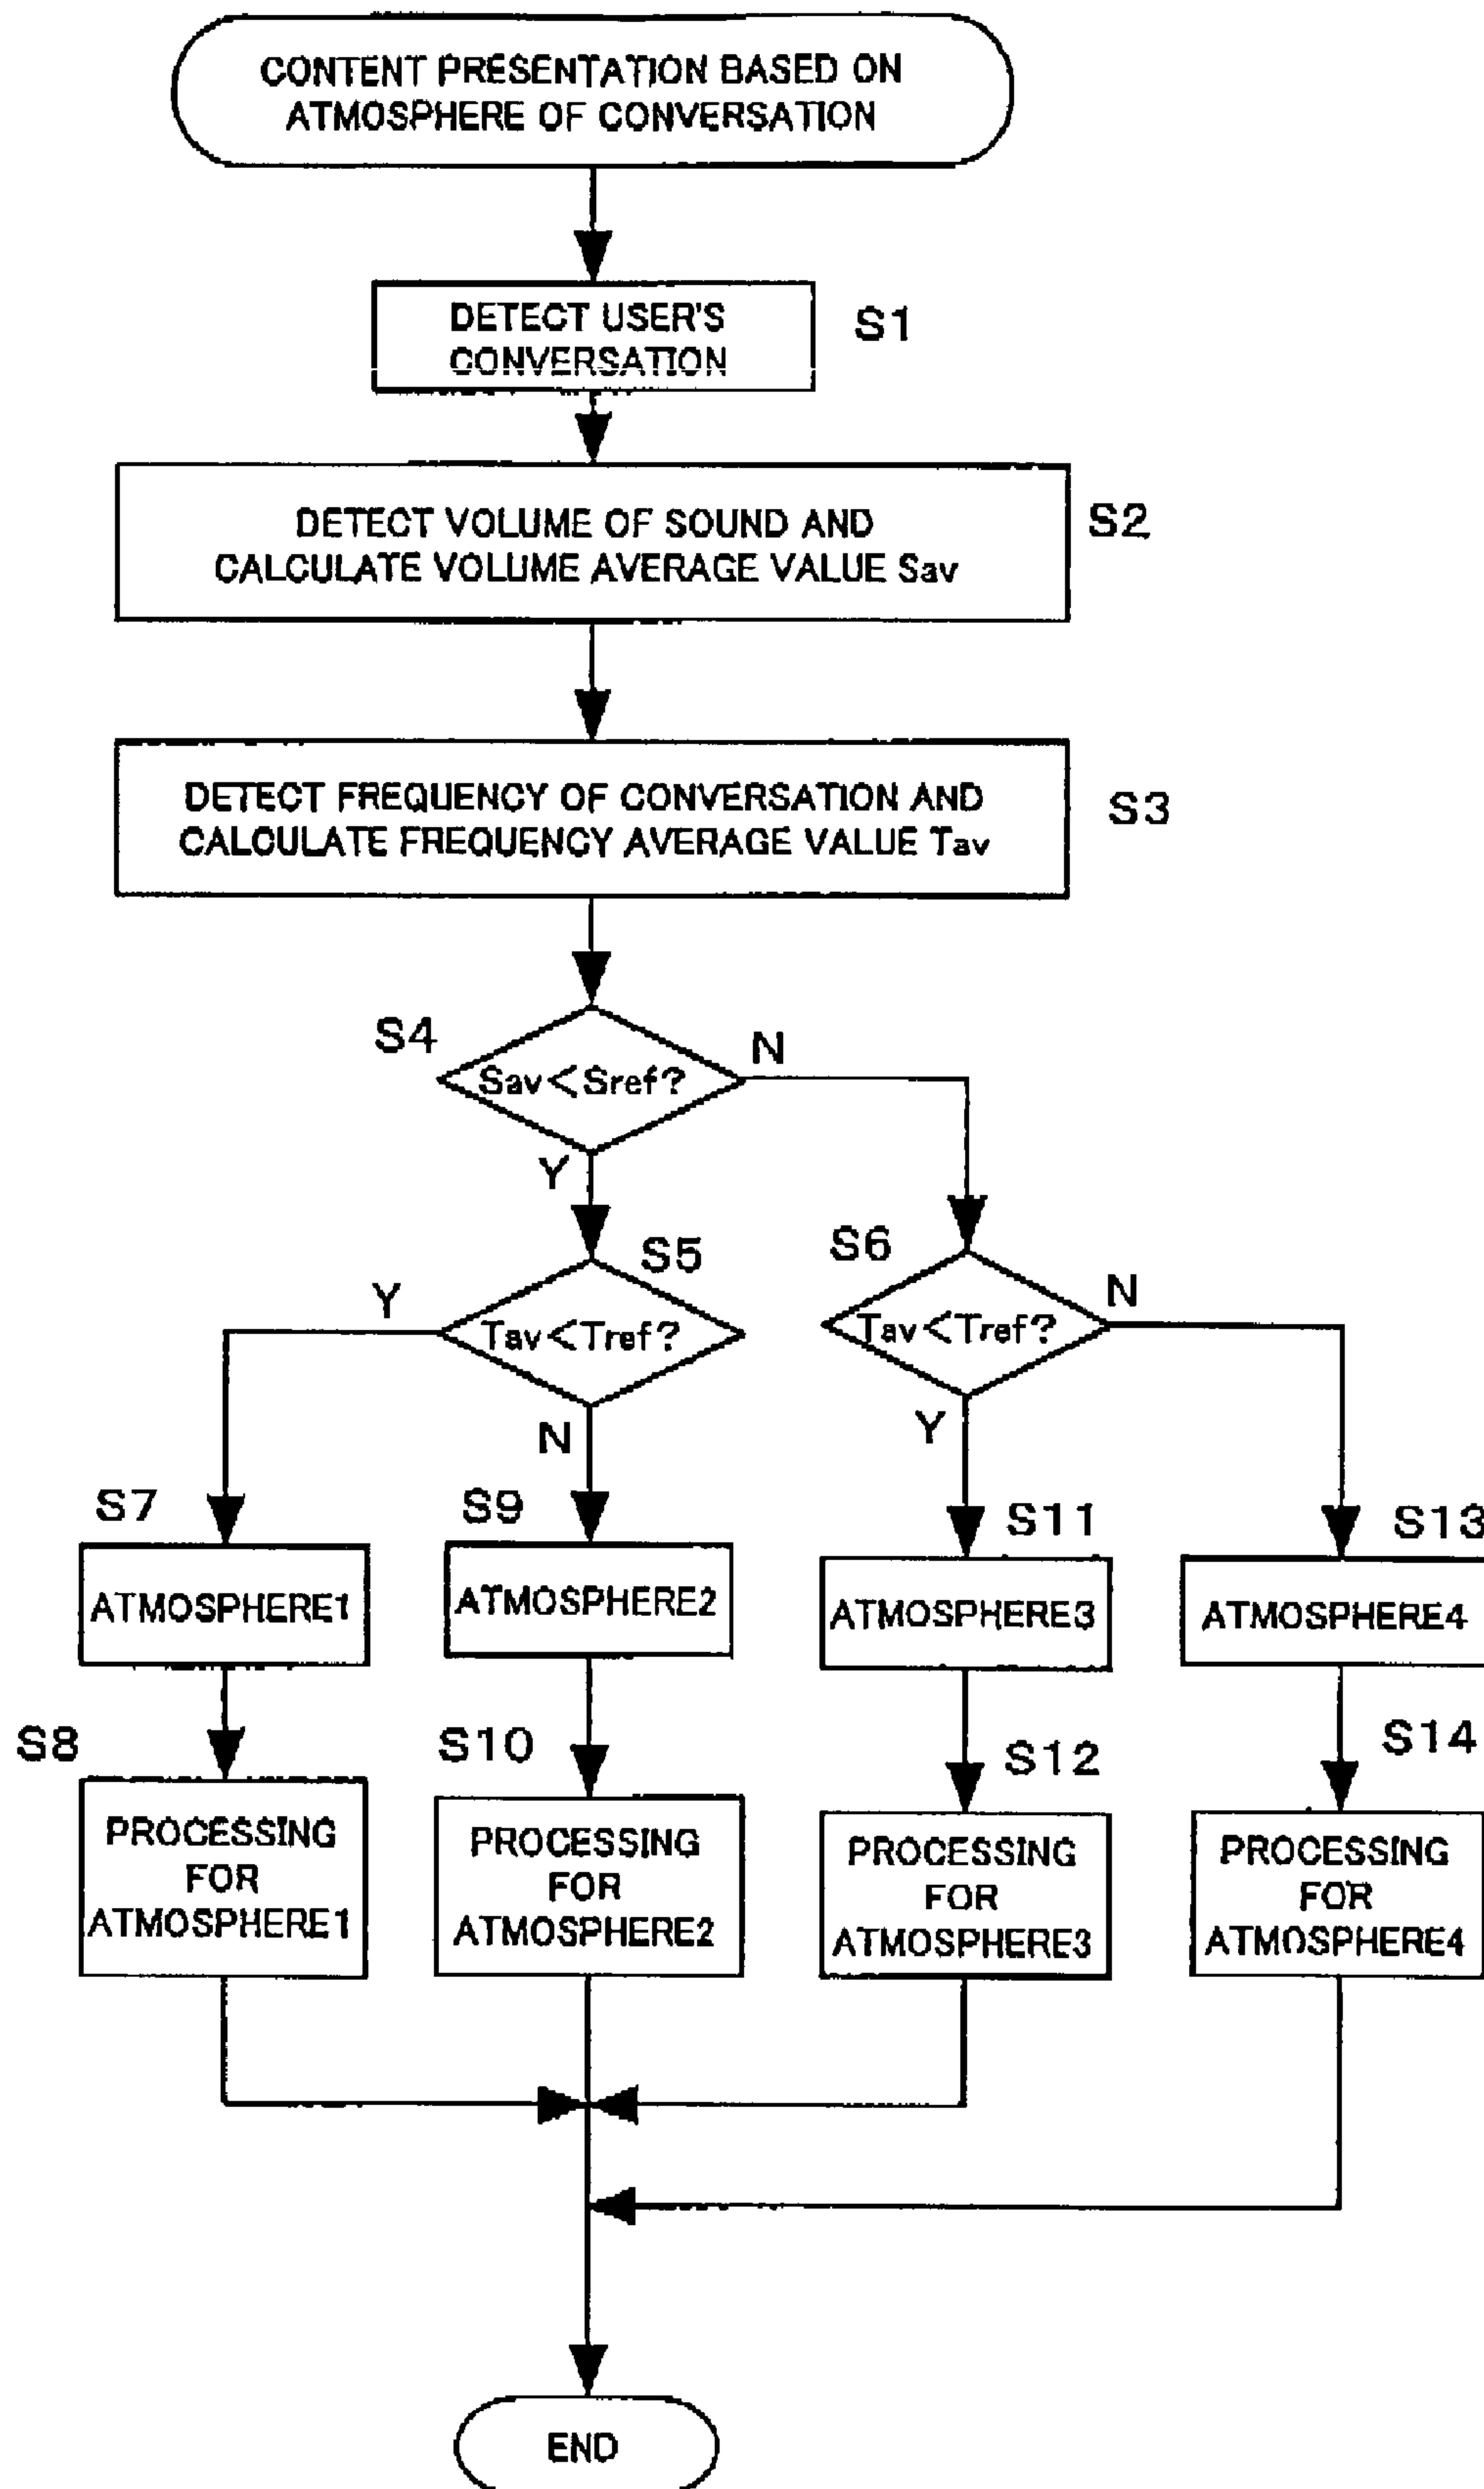 CONTENT PRESENTATION BASED ON
ATMOSPHERE OF CONVERSATION
DETECT USER'S
CONVERSATION
S1
DETECT VOLUME OF SOUND AND
CALCULATE VOLUME AVERAGE VALUE Sav
S2
DETECT FREQUENCY OF CONVERSATION AND
CALCULATE FREQUENCY AVERAGE VALUE Tav
S3
S4
Sav<Sref?
N
Y
S5
Tav<Tref?
Y
N
S6
Tav<Tref?
N
Y
S7
ATMOSPHERE1
S9
ATMOSPHERE2
S11
ATMOSPHERE3
S13
ATMOSPHERE4
S8
PROCESSING
FOR
ATMOSPHERE1
S10
PROCESSING
FOR
ATMOSPHERE2
S12
PROCESSING
FOR
ATMOSPHERE3
S14
PROCESSING
FOR
ATMOSPHERE4
END